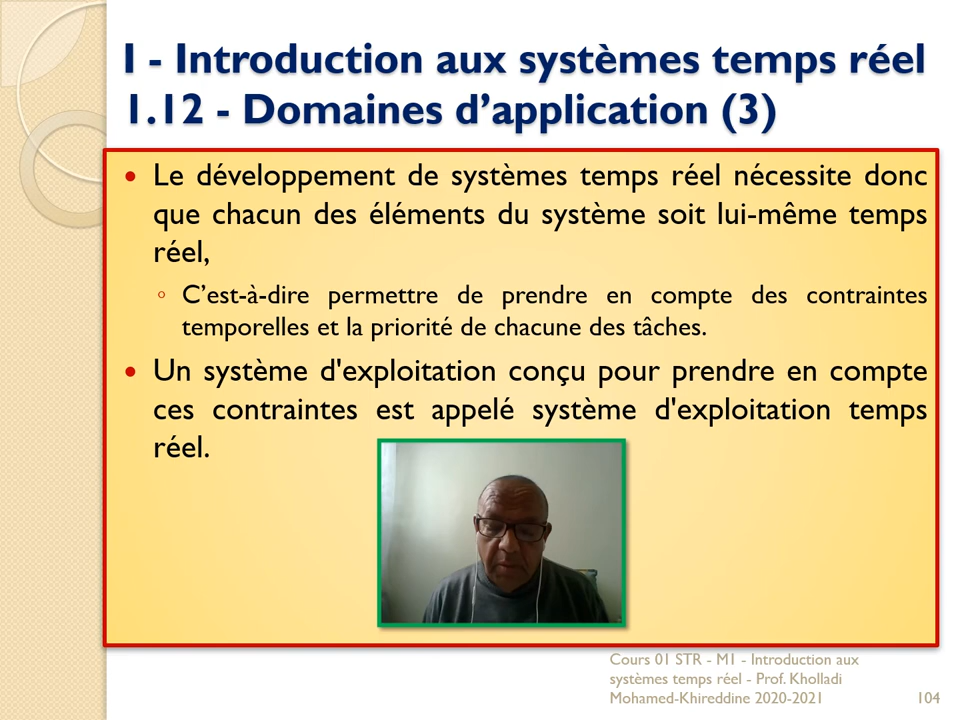 I - Introduction aux systèmes temps réel
1.12 - Domaines d’application (3)
Le développement de systèmes temps réel nécessite donc
que chacun des éléments du système soit lui-même temps
réel,
C’est-à-dire permettre de prendre en compte des contraintes
temporelles et la priorité de chacune des tâches.
Un système d'exploitation conçu pour prendre en compte
ces contraintes est appelé système d'exploitation temps
réel.
Cours 01 STR - M1 - Introduction aux
systèmes temps réel - Prof. Kholladi
Mohamed-Khireddine 2020-2021
104